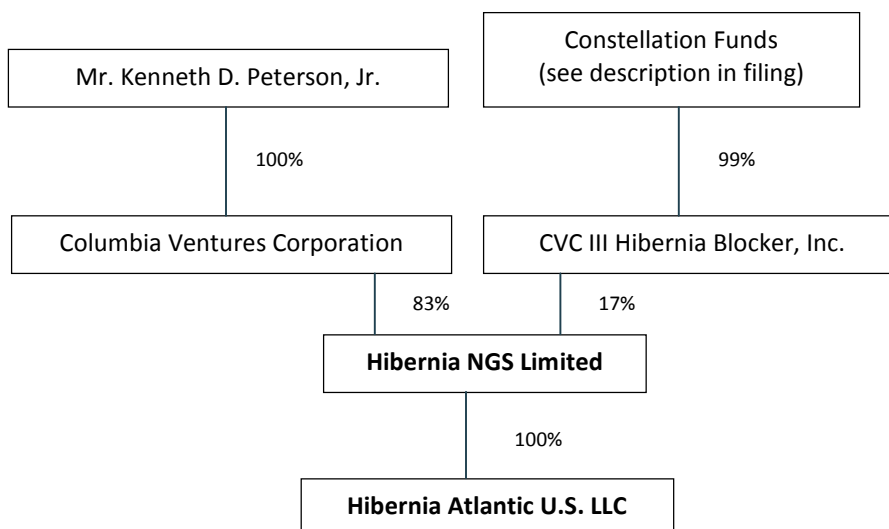 Mr. Kenneth D. Peterson, Jr.
Constellation Funds
(see description in filing)
100%
99%
Columbia Ventures Corporation
CVC III Hibernia Blocker, Inc.
83%
17%
Hibernia NGS Limited
100%
Hibernia Atlantic U.S. LLC